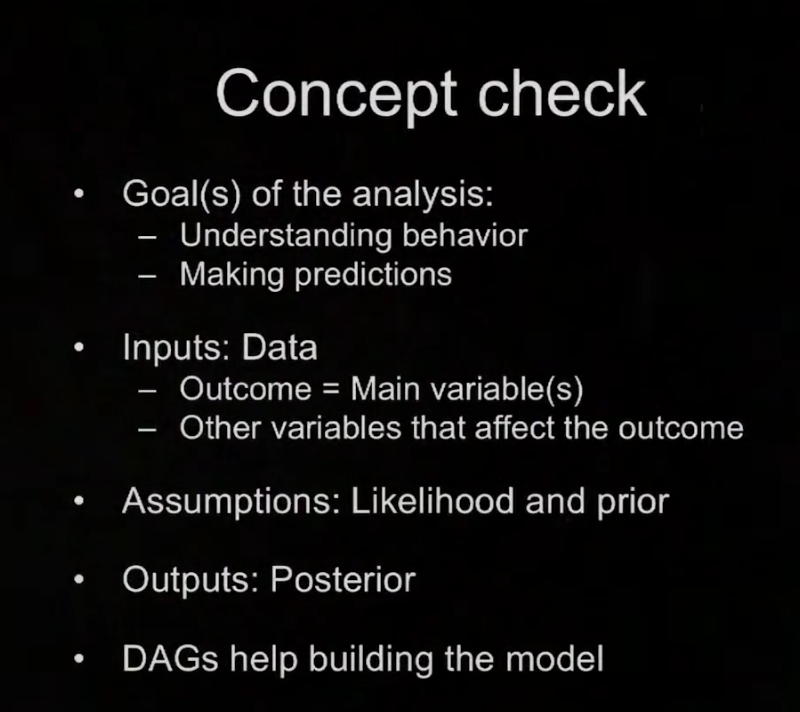 Concept check
• Goal(s) of the analysis:
– Understanding behavior
– Making predictions
• Inputs: Data
– Outcome = Main variable(s)
– Other variables that affect the outcome
• Assumptions: Likelihood and prior
• Outputs: Posterior
• DAGs help building the model